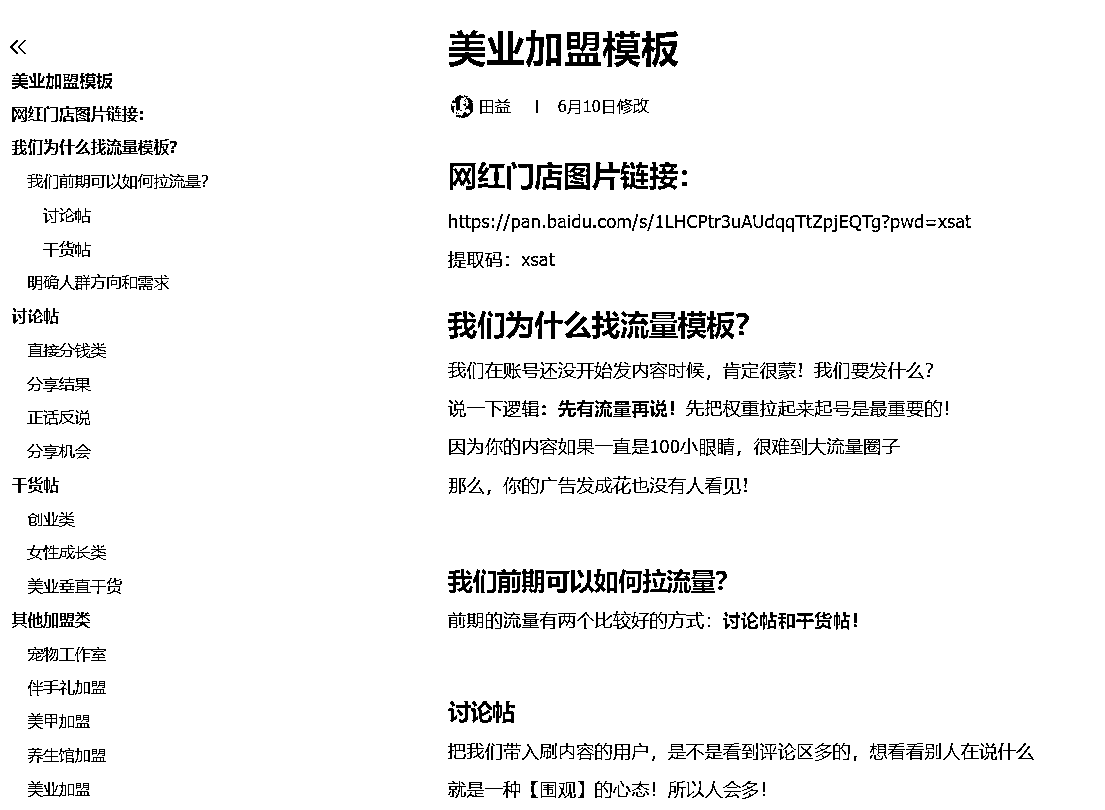 美业加盟模板
网红门店图片链接：
我们为什么找流量模板？
我们前期可以如何拉流量？
讨论帖
干货帖
明确人群方向和需求
讨论帖
直接分钱类
分享结果
正话反说
分享机会
干货帖
创业类
女性成长类
美业垂直干货
其他加盟类
宠物工作室
伴手礼加盟
美甲加盟
养生馆加盟
美业加盟
美业加盟模板
田益 | 6月10日修改
网红门店图片链接：
https://pan.baidu.com/s/1LHCPtr3uAUdqqTtZpjEQTg?pwd=xsat
提取码：xsat
我们为什么找流量模板？
我们在账号还没开始发内容时候，肯定很蒙！我们要发什么？
说一下逻辑：先有流量再说！先把权重拉起来起号是最重要的！
因为你的内容如果一直是100小眼睛，很难到大流量圈子
那么，你的广告发成花也没有人看见！
我们前期可以如何拉流量？
前期的流量有两个比较好的方式：讨论帖和干货帖！
讨论帖
把我们带入刷内容的用户，是不是看到评论区多的，想看看别人在说什么
就是一种【围观】的心态！所以人会多！